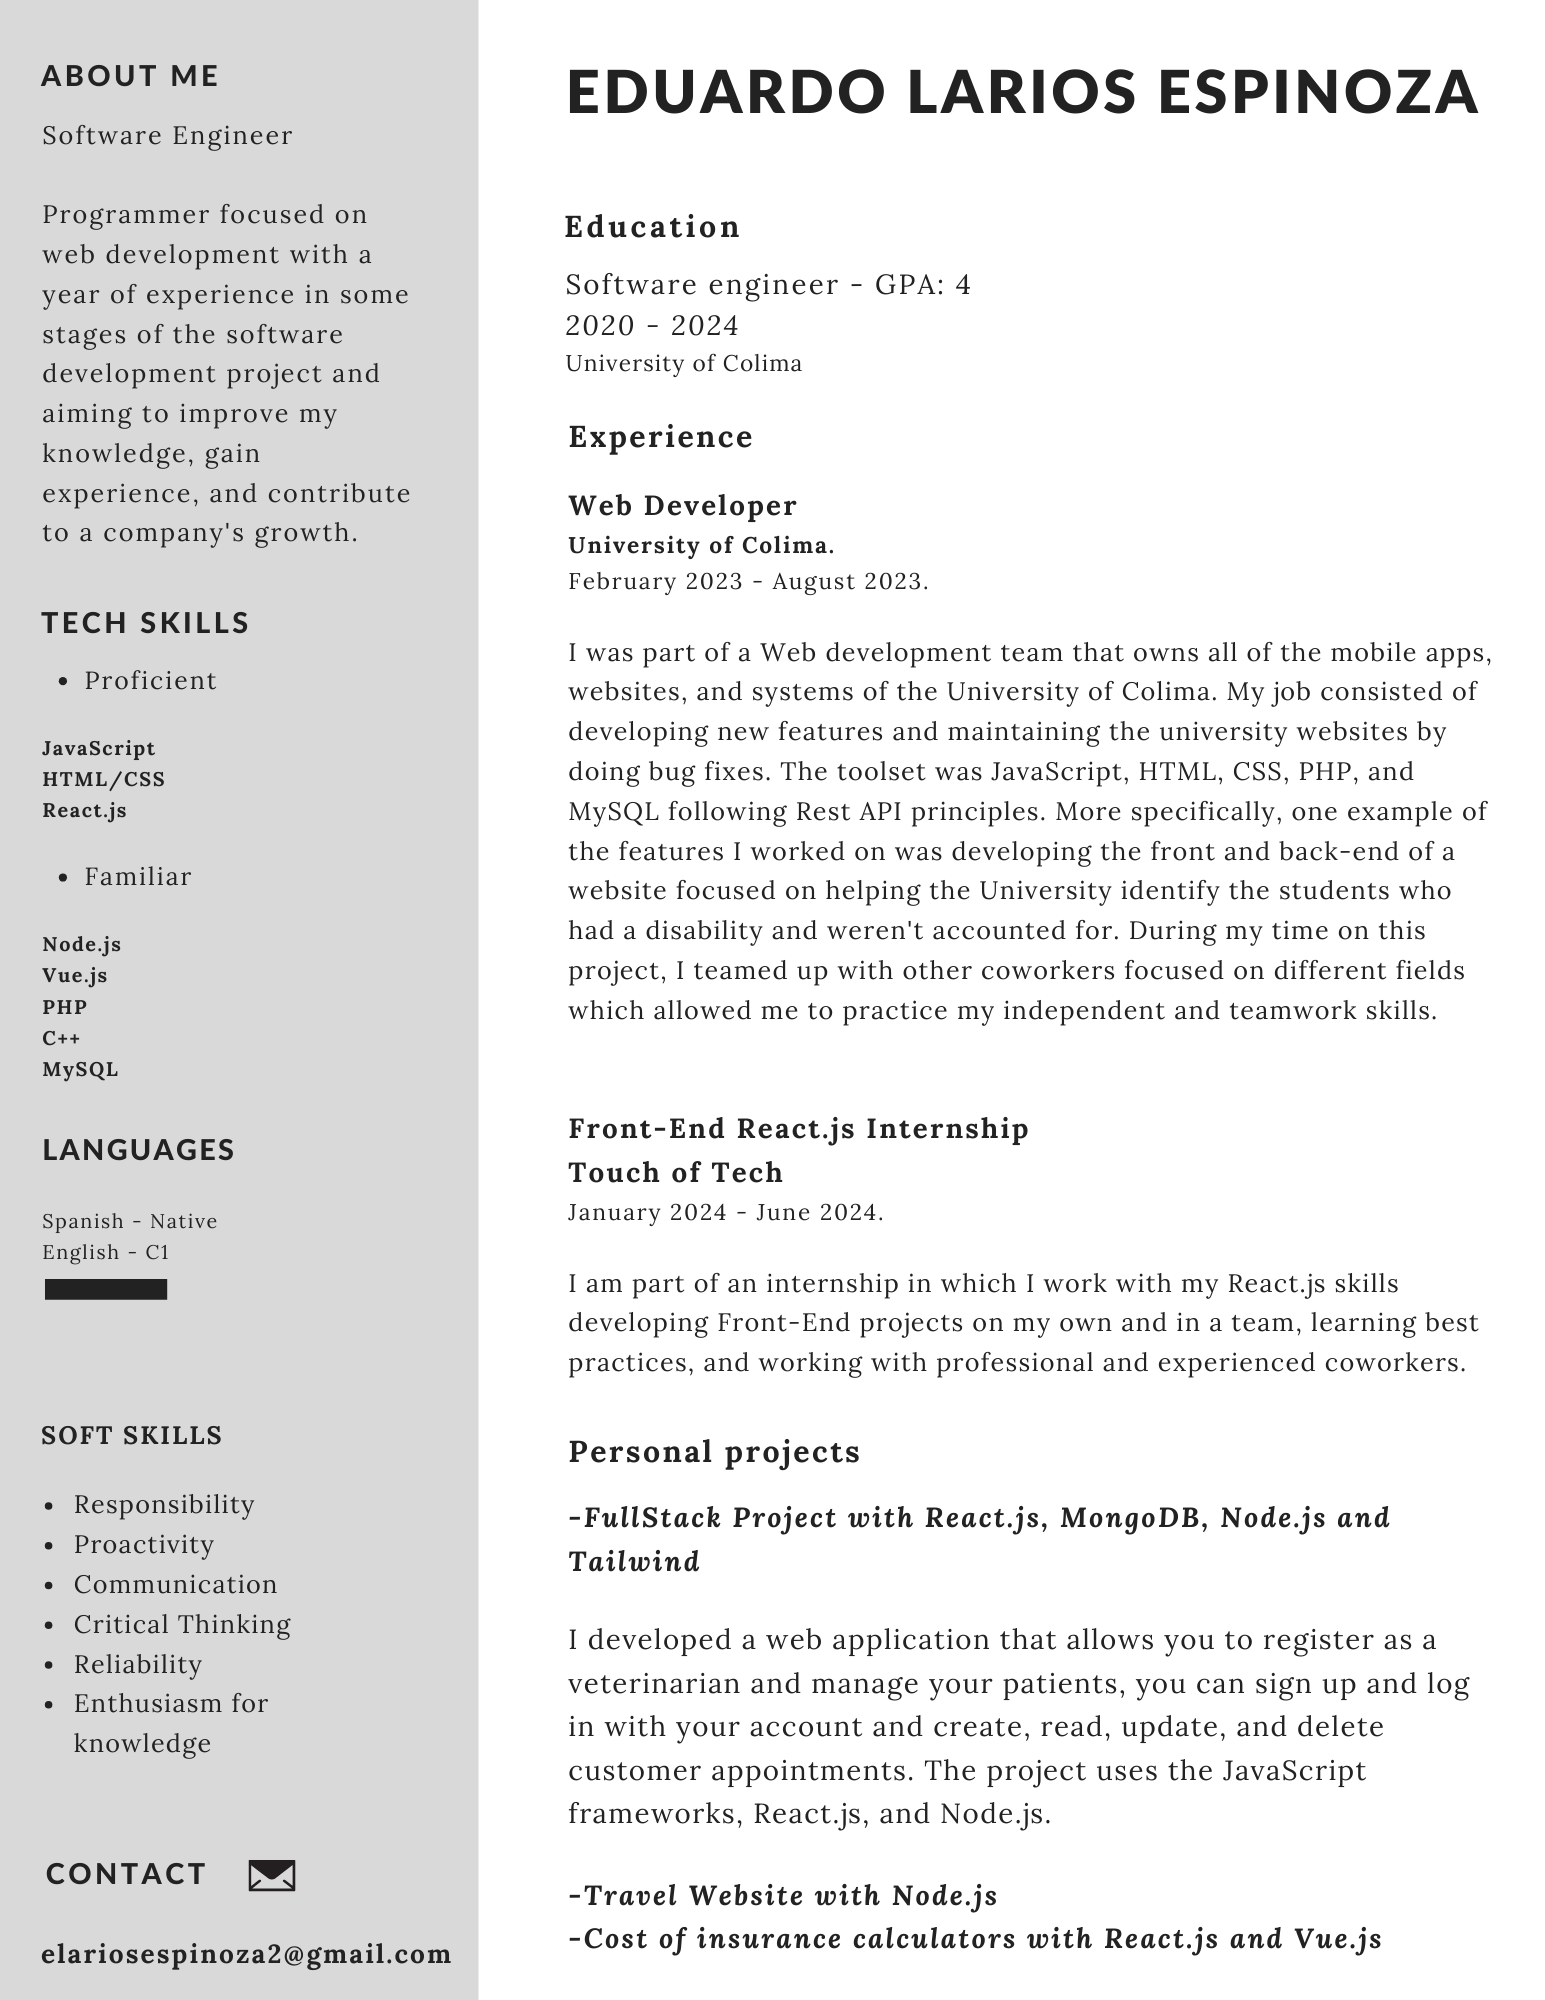 ABOUT ME
Software Engineer
Programmer focused on
web development with a
year of experience in some
stages of the software
development project and
aiming to improve my
knowledge, gain
experience, and contribute
to a company's growth.
TECH SKILLS
• Proficient
JavaScript
HTML/CSS
React.js
• Familiar
Node.js
Vue.js
PHP
C++
MySQL
LANGUAGES
Spanish - Native
English - C1
SOFT SKILLS
• Responsibility
• Proactivity
• Communication
• Critical Thinking
• Reliability
• Enthusiasm for
knowledge
CONTACT
elariosespinoza2@gmail.com
EDUARDO LARIOS ESPINOZA
Education
Software engineer - GPA: 4
2020 - 2024
University of Colima
Experience
Web Developer
University of Colima.
February 2023 - August 2023.
I was part of a Web development team that owns all of the mobile apps,
websites, and systems of the University of Colima. My job consisted of
developing new features and maintaining the university websites by
doing bug fixes. The toolset was JavaScript, HTML, CSS, PHP, and
MySQL following Rest API principles. More specifically, one example of
the features I worked on was developing the front and back-end of a
website focused on helping the University identify the students who
had a disability and weren't accounted for. During my time on this
project, I teamed up with other coworkers focused on different fields
which allowed me to practice my independent and teamwork skills.
Front-End React.js Internship
Touch of Tech
January 2024 - June 2024.
I am part of an internship in which I work with my React.js skills
developing Front-End projects on my own and in a team, learning best
practices, and working with professional and experienced coworkers.
Personal projects
-FullStack Project with React.js, MongoDB, Node.js and
Tailwind
I developed a web application that allows you to register as a
veterinarian and manage your patients, you can sign up and log
in with your account and create, read, update, and delete
customer appointments. The project uses the JavaScript
frameworks, React.js, and Node.js.
-Travel Website with Node.js
-Cost of insurance calculators with React.js and Vue.js